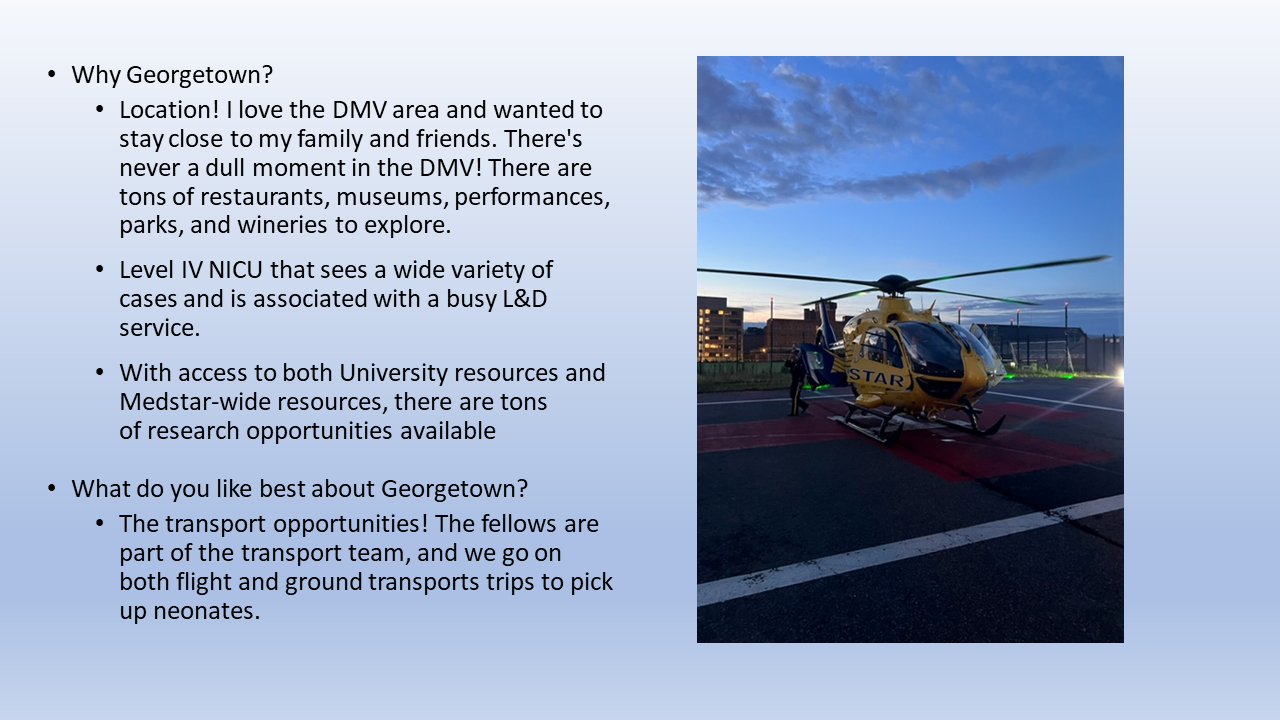 • Why Georgetown?
• Location! I love the DMV area and wanted to
stay close to my family and friends. There's
never a dull moment in the DMV! There are
tons of restaurants, museums, performances,
parks, and wineries to explore.
• Level IV NICU that sees a wide variety of
cases and is associated with a busy L&D
service.
• With access to both University resources and
Medstar-wide resources, there are tons
of research opportunities available
• What do you like best about Georgetown?
• The transport opportunities! The fellows are
part of the transport team, and we go on
both flight and ground transports trips to pick
up neonates.
STAR